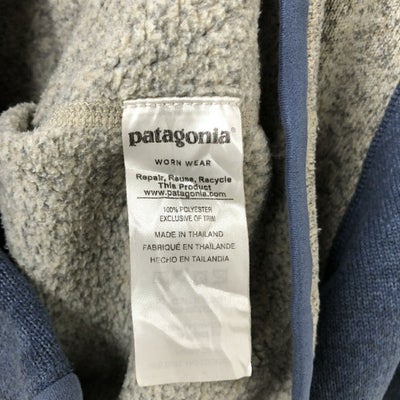 patagonia®
WORN WEAR
Repair, Reuse, Recycle
This Product
www.patagonia.com
100% POLYESTER
EXCLUSIVE OF TRIM
MADE IN THAILAND
FABRIQUÉ EN THAÏLANDE
HECHO EN TAILANDIA